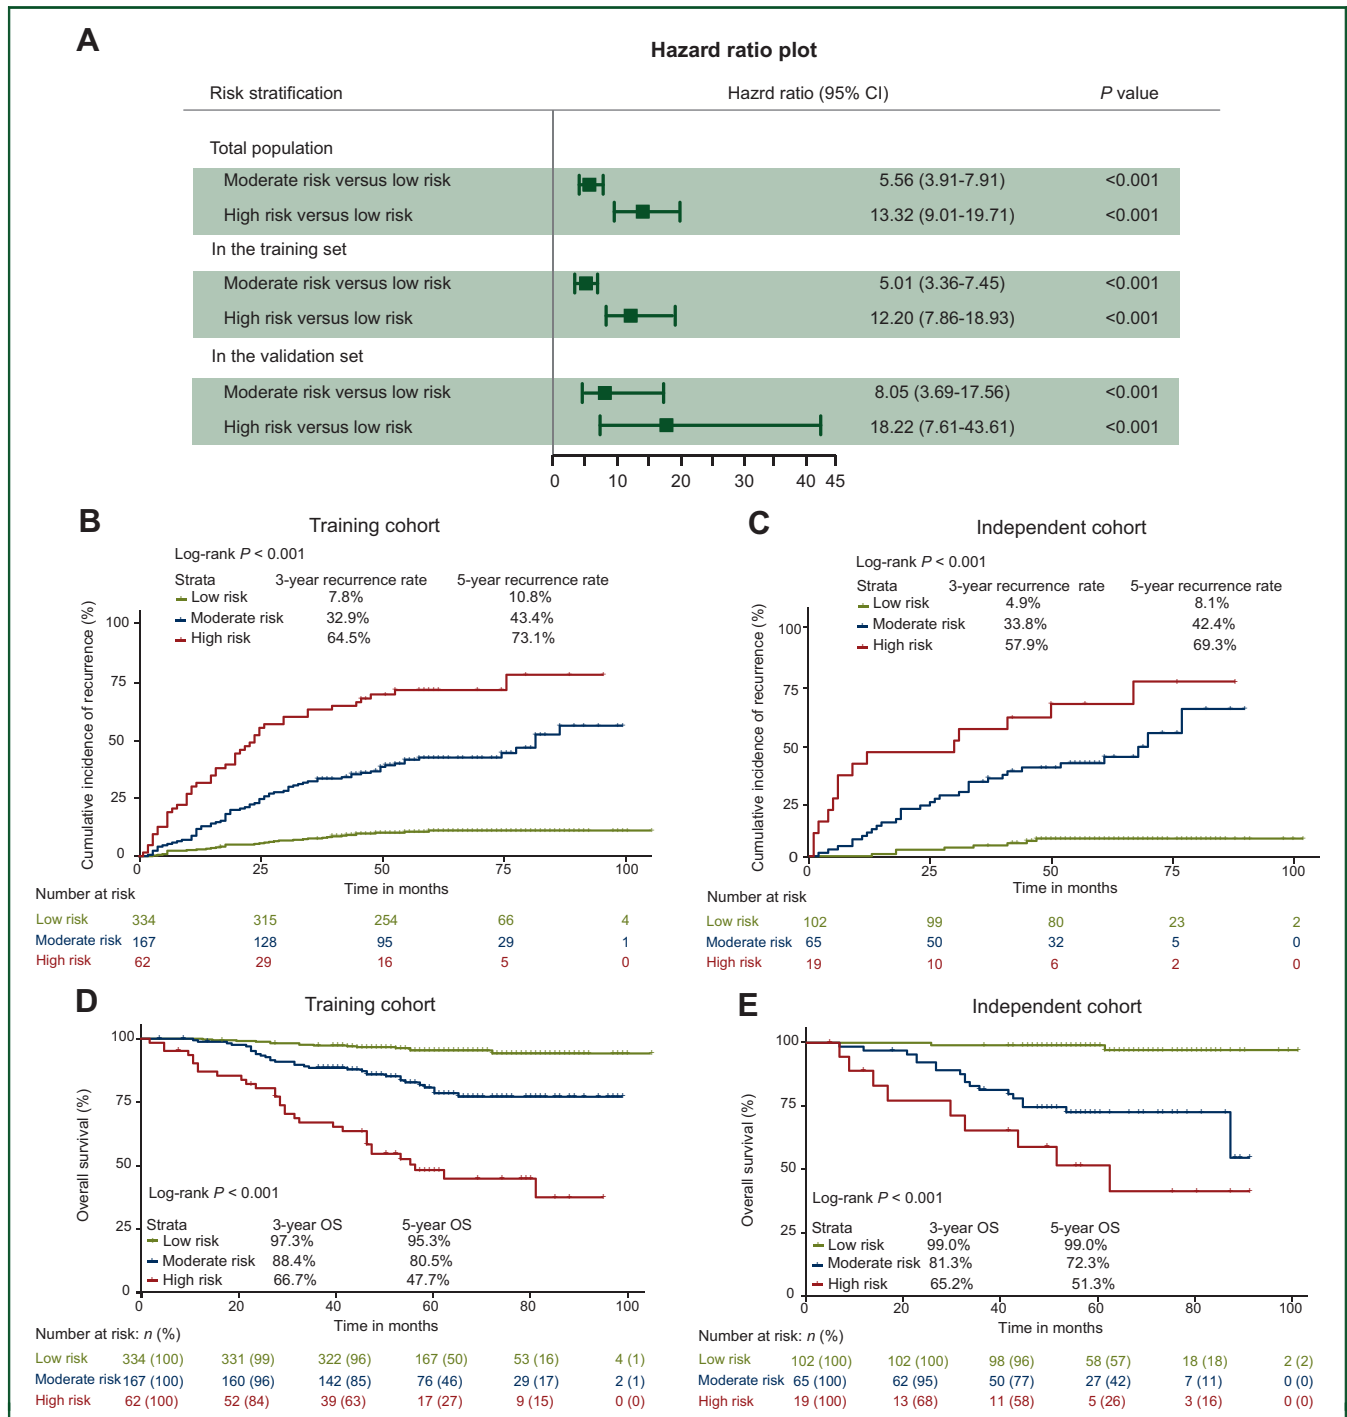 A
Hazard ratio plot
Risk stratification Hazrd ratio (95% CI) P value
Total population
Moderate risk versus low risk 5.56 (3.91-7.91) <0.001
High risk versus low risk 13.32 (9.01-19.71) <0.001
In the training set
Moderate risk versus low risk 5.01 (3.36-7.45) <0.001
High risk versus low risk 12.20 (7.86-18.93) <0.001
In the validation set
Moderate risk versus low risk 8.05 (3.69-17.56) <0.001
High risk versus low risk 18.22 (7.61-43.61) <0.001
0 10 20 30 40 45
B
Training cohort
Log-rank P < 0.001
Strata 3-year recurrence rate 5-year recurrence rate
Low risk 7.8% 10.8%
Moderate risk 32.9% 43.4%
High risk 64.5% 73.1%
Cumulative incidence of recurrence (%)
100
75
50
25
0
0 25 50 75 100
Time in months
Number at risk
Low risk 334 315 254 66 4
Moderate risk 167 128 95 29 1
High risk 62 29 16 5 0
C
Independent cohort
Log-rank P < 0.001
Strata 3-year recurrence rate 5-year recurrence rate
Low risk 4.9% 8.1%
Moderate risk 33.8% 42.4%
High risk 57.9% 69.3%
Cumulative incidence of recurrence (%)
100
75
50
25
0
0 25 50 75 100
Time in months
Number at risk
Low risk 102 99 80 23 2
Moderate risk 65 50 32 5 0
High risk 19 10 6 2 0
D
Training cohort
Overall survival (%)
100
75
50
25
0
Log-rank P < 0.001
Strata 3-year OS 5-year OS
Low risk 97.3% 95.3%
Moderate risk 88.4% 80.5%
High risk 66.7% 47.7%
0 20 40 60 80 100
Time in months
Number at risk: n (%)
Low risk 334 (100) 331 (99) 322 (96) 167 (50) 53 (16) 4 (1)
Moderate risk 167 (100) 160 (96) 142 (85) 76 (46) 29 (17) 2 (1)
High risk 62 (100) 52 (84) 39 (63) 17 (27) 9 (15) 0 (0)
E
Independent cohort
Overall survival (%)
100
75
50
25
0
Log-rank P < 0.001
Strata 3-year OS 5-year OS
Low risk 99.0% 99.0%
Moderate risk 81.3% 72.3%
High risk 65.2% 51.3%
0 20 40 60 80 100
Time in months
Number at risk: n (%)
Low risk 102 (100) 102 (100) 98 (96) 58 (57) 18 (18) 2 (2)
Moderate risk 65 (100) 62 (95) 50 (77) 27 (42) 7 (11) 0 (0)
High risk 19 (100) 13 (68) 11 (58) 5 (26) 3 (16) 0 (0)